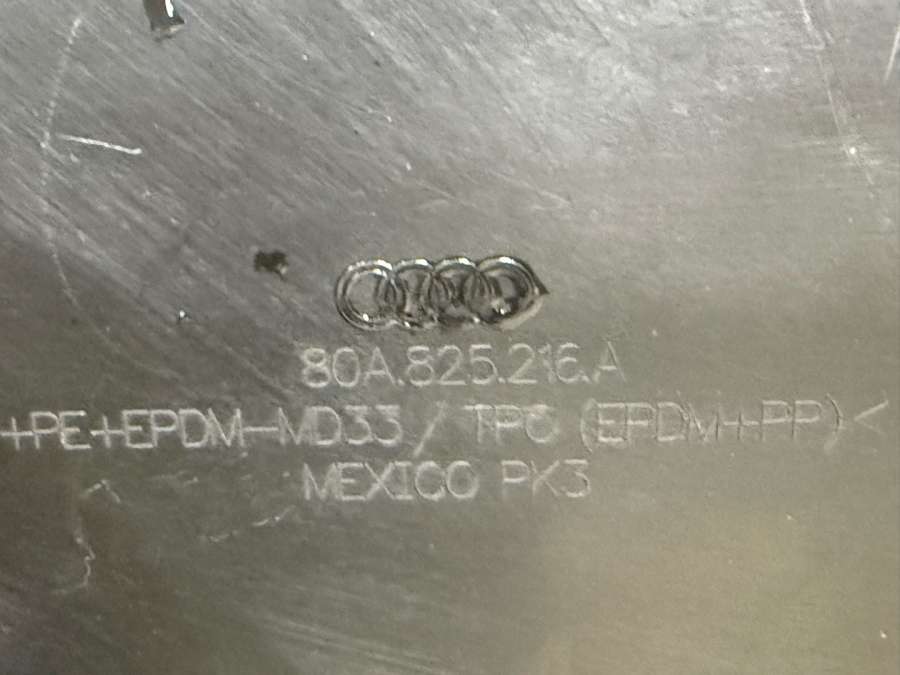 80A.825.216.A
+PE+EPDM-MD33 / TPO (EPDM+PP)<
MEXICO PK3